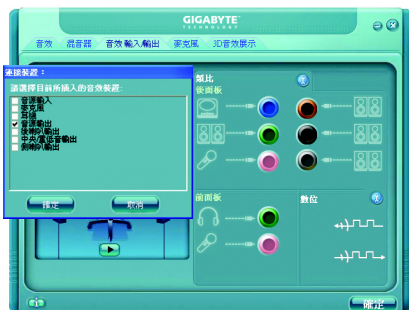 GIGABYTE
音效 混音器 音效輸入/輸出 麥克風 3D音效展示
連接裝置：
請選擇目前所插入的音效裝置:
音源輸入
麥克風
耳機
音源輸出
後喇叭輸出
中央/重低音輸出
側喇叭輸出
確定 取消
類比
後面板
前面板
數位
確定